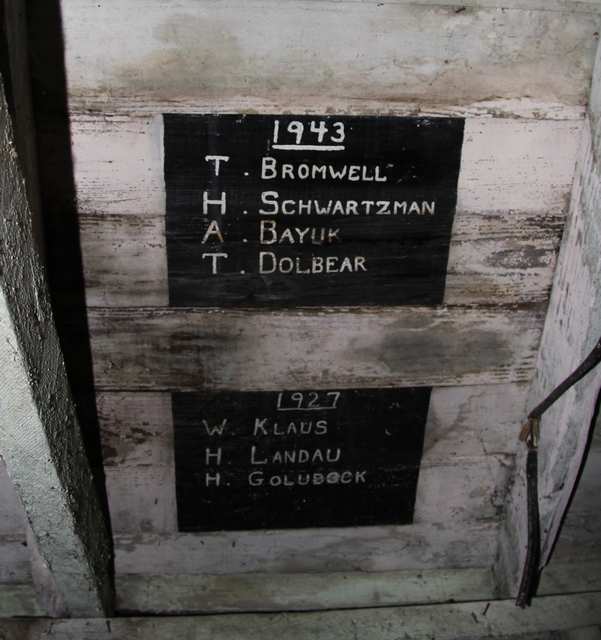 1943
T. BROMWELL
H. SCHWARTZMAN
A. BAYUK
T. DOLBEAR
1927
W. KLAUS
H. LANDAU
H. GOLUBOCK